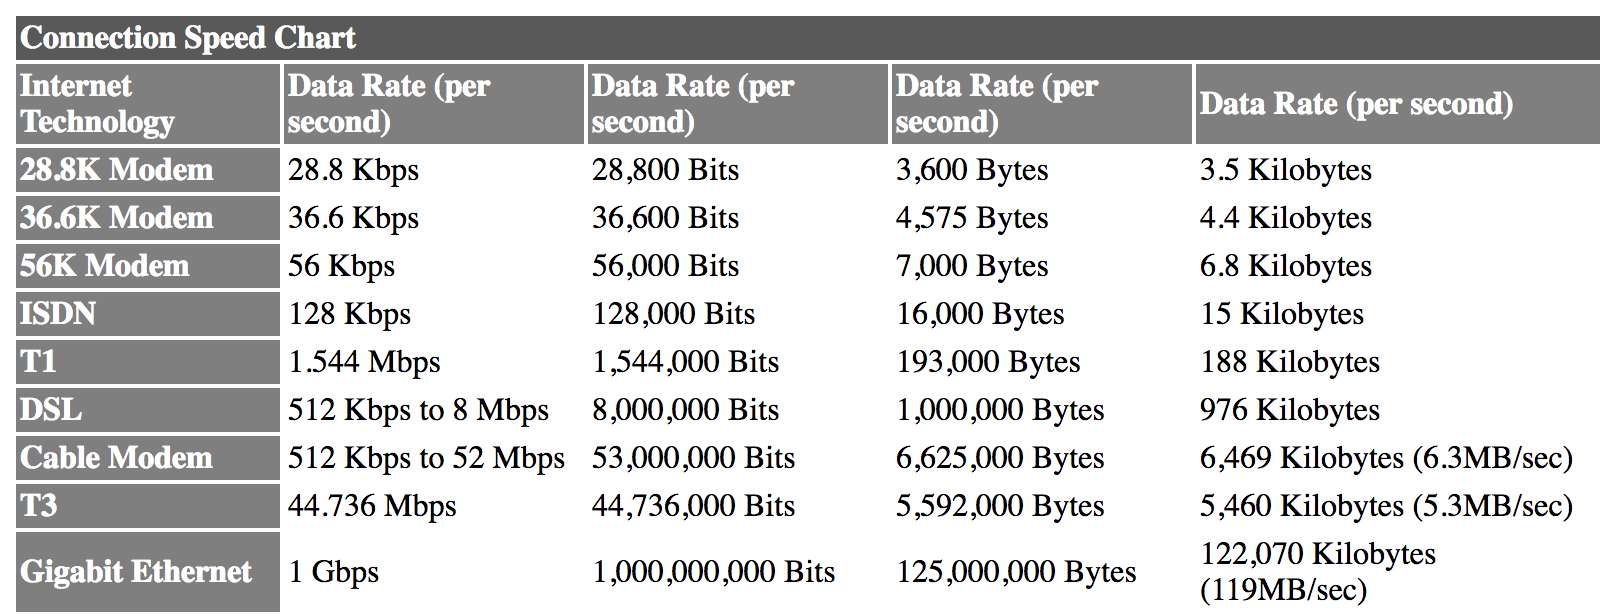 Connection Speed Chart
Internet Technology Data Rate (per second) Data Rate (per second) Data Rate (per second) Data Rate (per second)
28.8K Modem 28.8 Kbps 28,800 Bits 3,600 Bytes 3.5 Kilobytes
36.6K Modem 36.6 Kbps 36,600 Bits 4,575 Bytes 4.4 Kilobytes
56K Modem 56 Kbps 56,000 Bits 7,000 Bytes 6.8 Kilobytes
ISDN 128 Kbps 128,000 Bits 16,000 Bytes 15 Kilobytes
T1 1.544 Mbps 1,544,000 Bits 193,000 Bytes 188 Kilobytes
DSL 512 Kbps to 8 Mbps 8,000,000 Bits 1,000,000 Bytes 976 Kilobytes
Cable Modem 512 Kbps to 52 Mbps 53,000,000 Bits 6,625,000 Bytes 6,469 Kilobytes (6.3MB/sec)
T3 44.736 Mbps 44,736,000 Bits 5,592,000 Bytes 5,460 Kilobytes (5.3MB/sec)
Gigabit Ethernet 1 Gbps 1,000,000,000 Bits 125,000,000 Bytes 122,070 Kilobytes (119MB/sec)